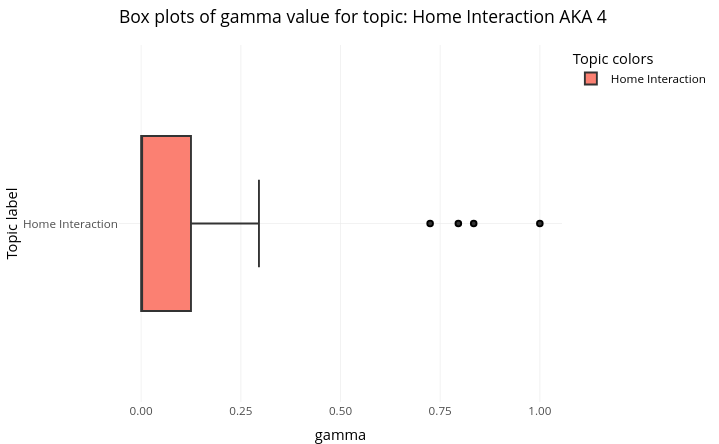 Box plots of gamma value for topic: Home Interaction AKA 4
Topic colors
Home Interaction
Topic label
Home Interaction
0.00 0.25 0.50 0.75 1.00
gamma